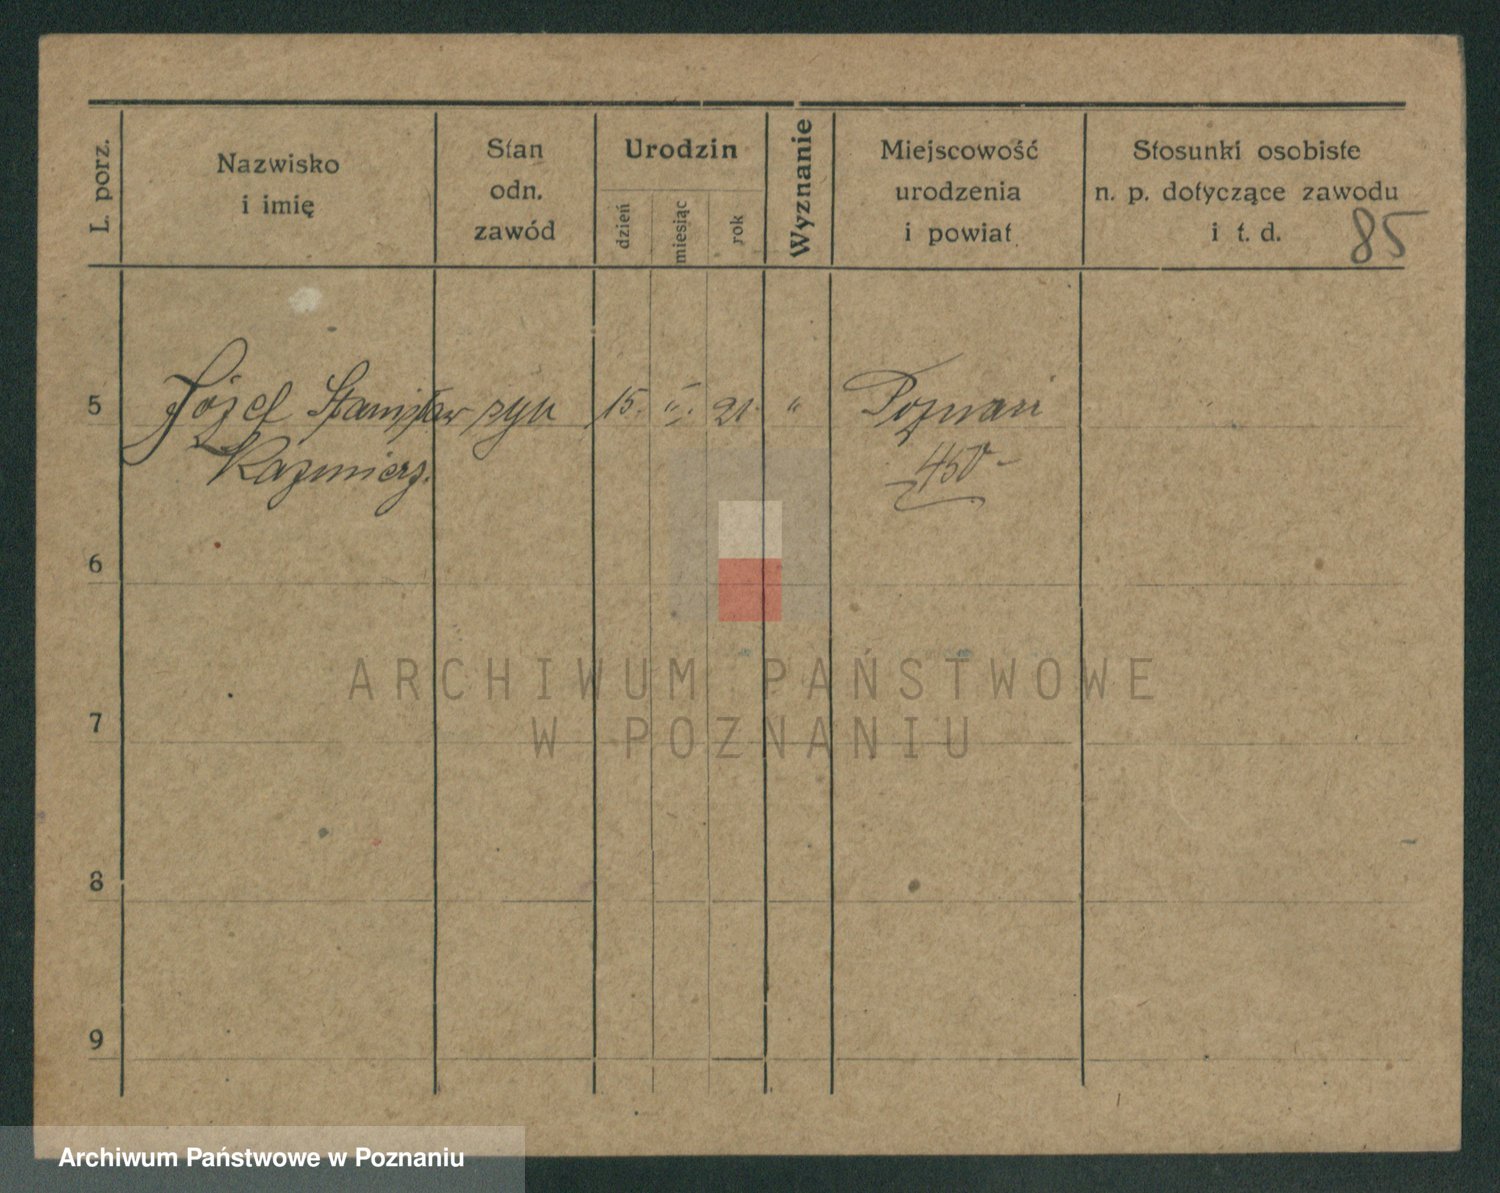 L. porz.
Nazwisko
i imię
Stan
odn.
zawód
Urodzin
dzień
miesiąc
rok
Wyznanie
Miejscowość
urodzenia
i powiat
Stosunki osobiste
n. p. dotyczące zawodu
i t. d.
85
5 Józef Stanisław syn 15. 21. " Poznań
Kazimierz.
450-
6
7
8
9
ARCHIWUM PAŃSTWOWE
W POZNANIU
Archiwum Państwowe w Poznaniu